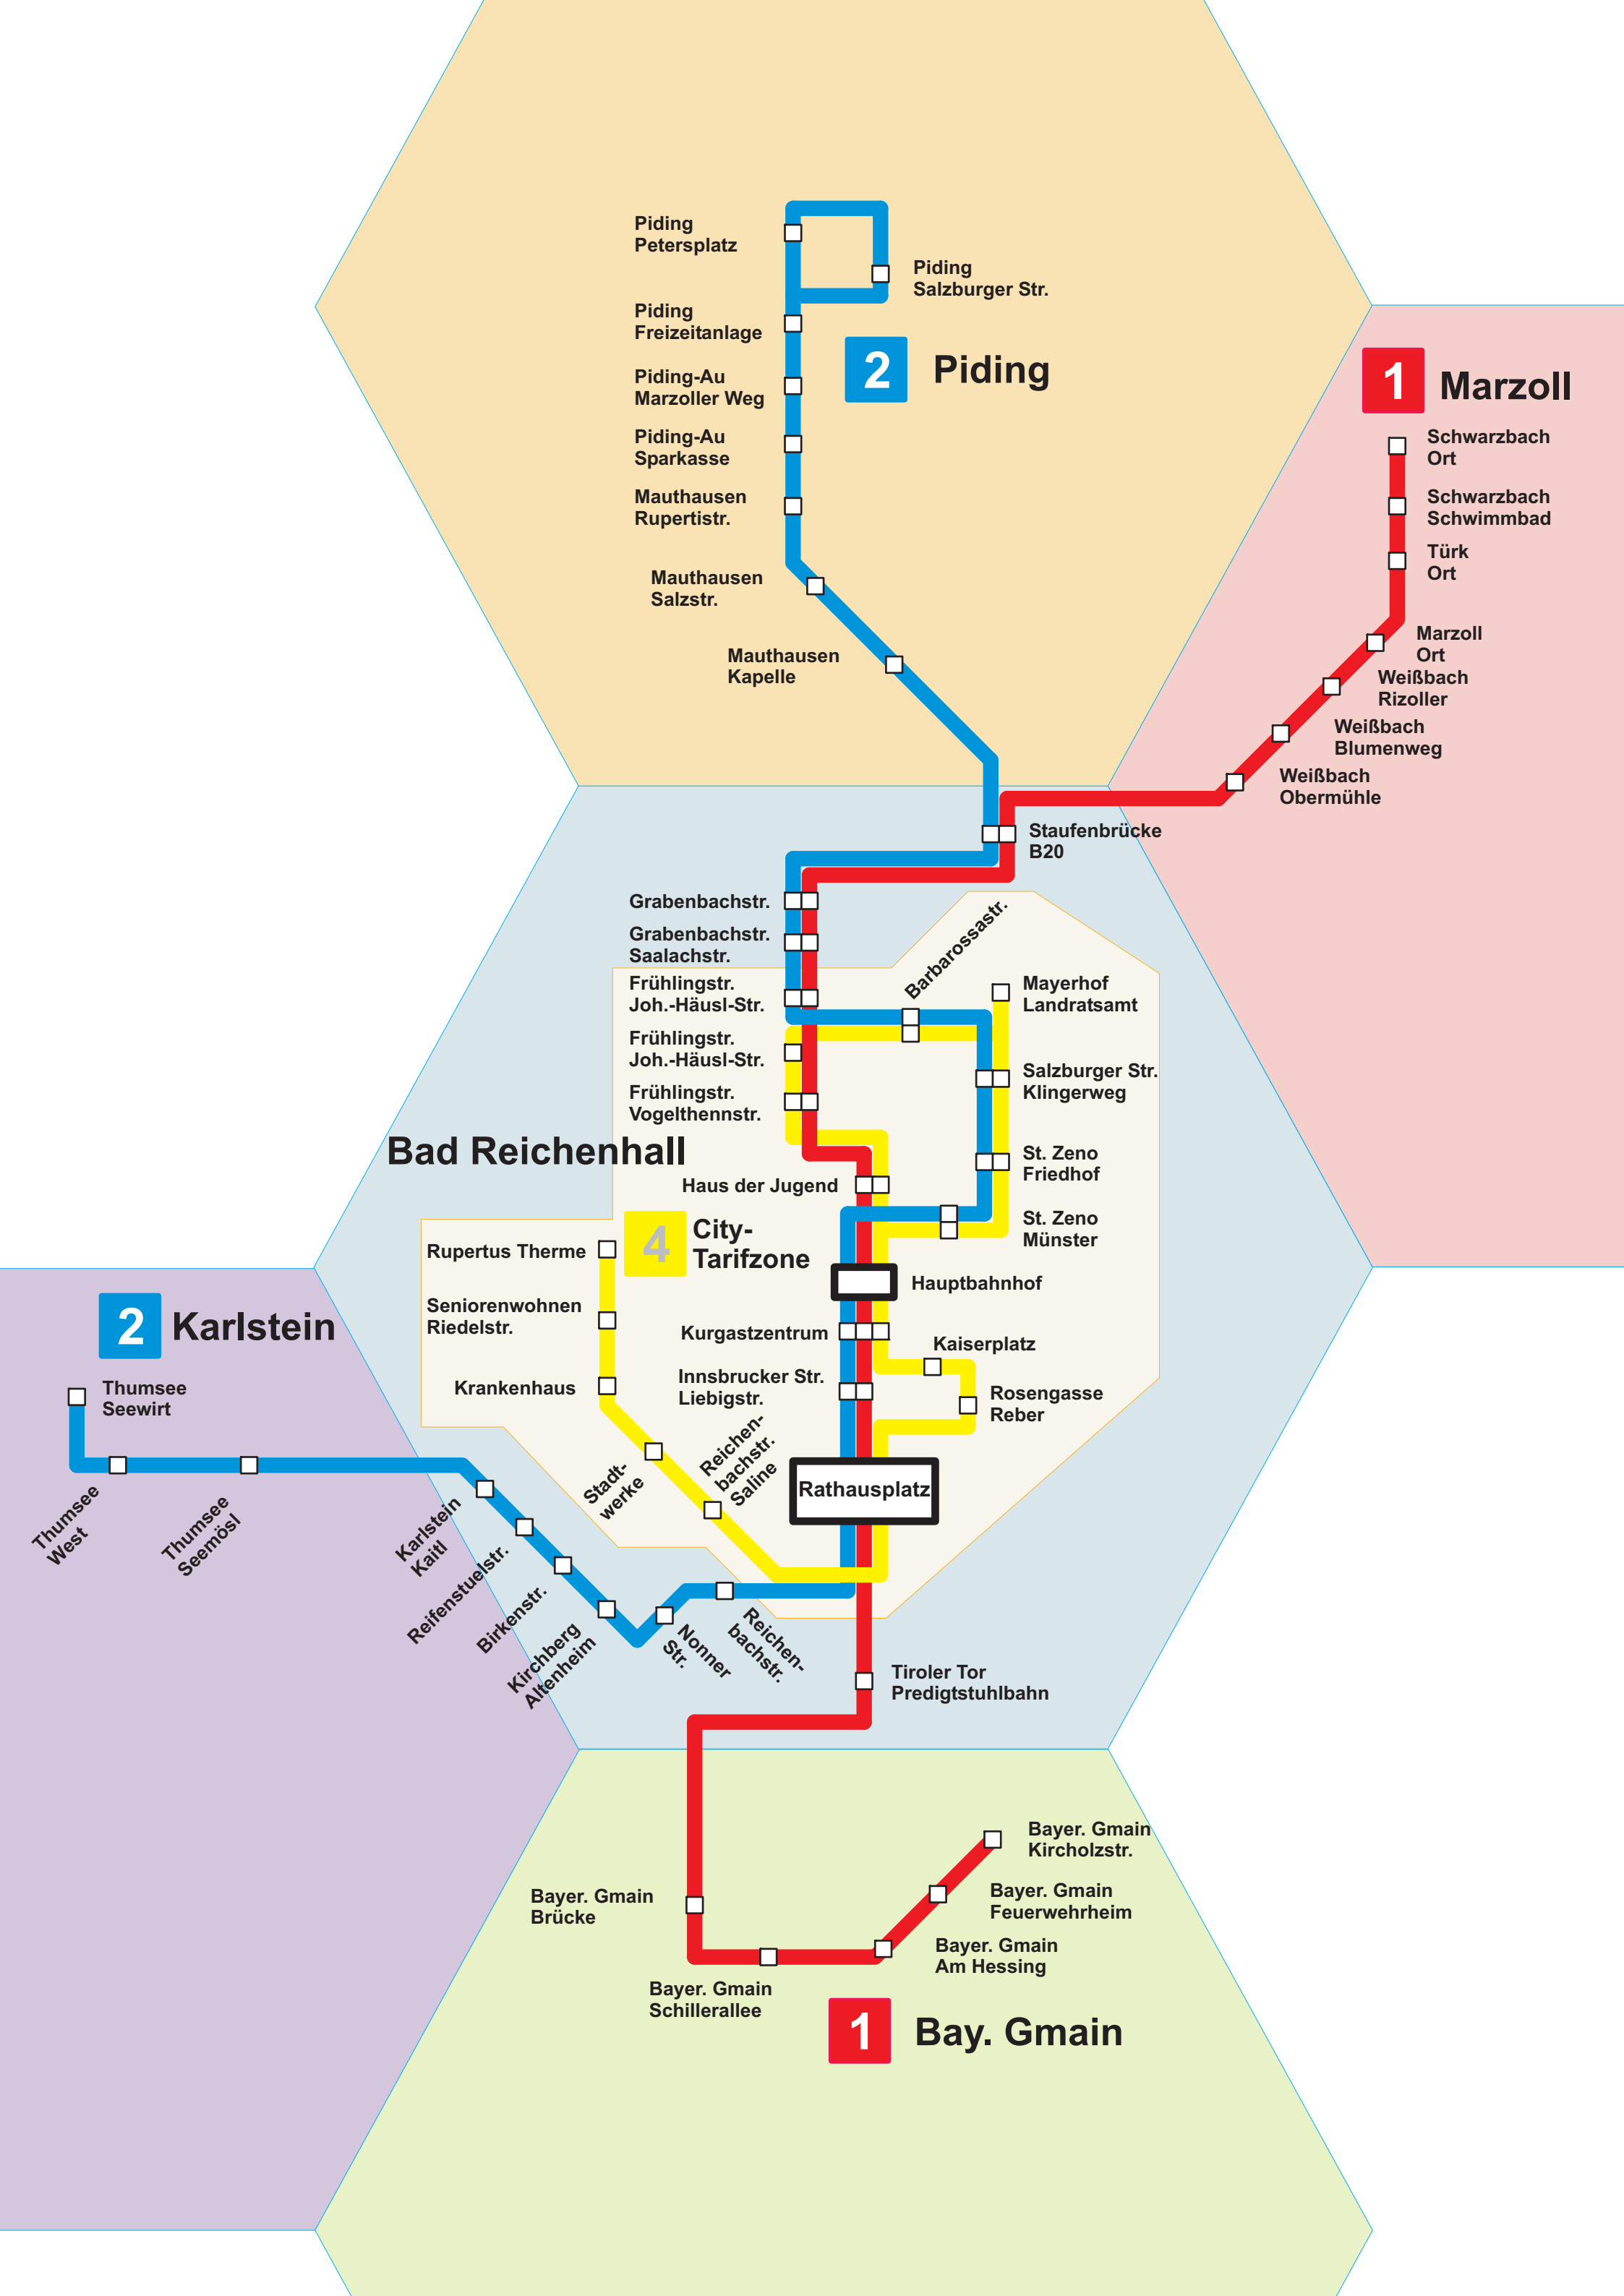 Piding
Petersplatz
Piding
Salzburger Str.
Piding
Freizeitanlage
2 Piding
Piding-Au
Marzoller Weg
Piding-Au
Sparkasse
Mauthausen
Rupertistr.
Mauthausen
Salzstr.
Mauthausen
Kapelle
1 Marzoll
Schwarzbach
Ort
Schwarzbach
Schwimmbad
Türk
Ort
Marzoll
Ort
Weißbach
Rizoller
Weißbach
Blumenweg
Weißbach
Obermühle
Staufenbrücke
B20
Grabenbachstr.
Grabenbachstr.
Saalachstr.
Frühlingstr.
Joh.-Häusl-Str.
Barbarossastr.
Mayerhof
Landratsamt
Frühlingstr.
Joh.-Häusl-Str.
Salzburger Str.
Klingerweg
Frühlingstr.
Vogelthennstr.
Bad Reichenhall
St. Zeno
Friedhof
Haus der Jugend
St. Zeno
Münster
4 City-
Tarifzone
Rupertus Therme
Hauptbahnhof
Seniorenwohnen
Riedelstr.
Kurgastzentrum
Kaiserplatz
Krankenhaus
Innsbrucker Str.
Liebigstr.
Rosengasse
Reber
Stadt-
werke
Reichen-
bachstr.
Saline
Rathausplatz
2 Karlstein
Thumsee
Seewirt
Thumsee
West
Thumsee
Seemösl
Karlstein
Kaitl
Reifenstuelstr.
Birkenstr.
Kirchberg
Altenheim
Nonner
Str.
Reichen-
bachstr.
Tiroler Tor
Predigtstuhlbahn
Bayer. Gmain
Kircholzstr.
Bayer. Gmain
Brücke
Bayer. Gmain
Feuerwehrheim
Bayer. Gmain
Am Hessing
Bayer. Gmain
Schillerallee
1 Bay. Gmain